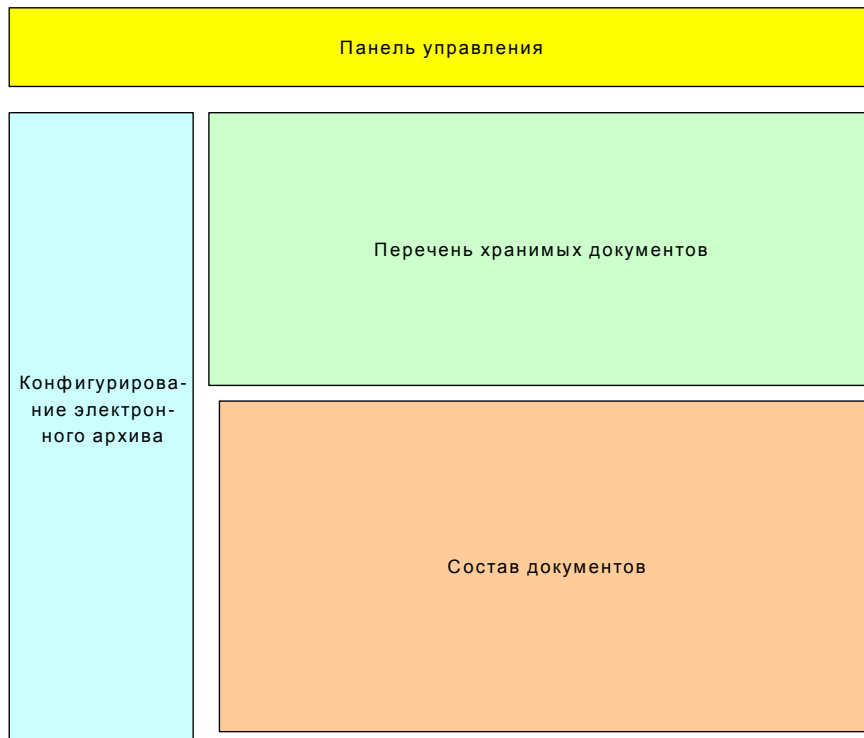 Панель управления
Перечень хранимых документов
Конфигурирова-
ние электрон-
ного архива
Состав документов